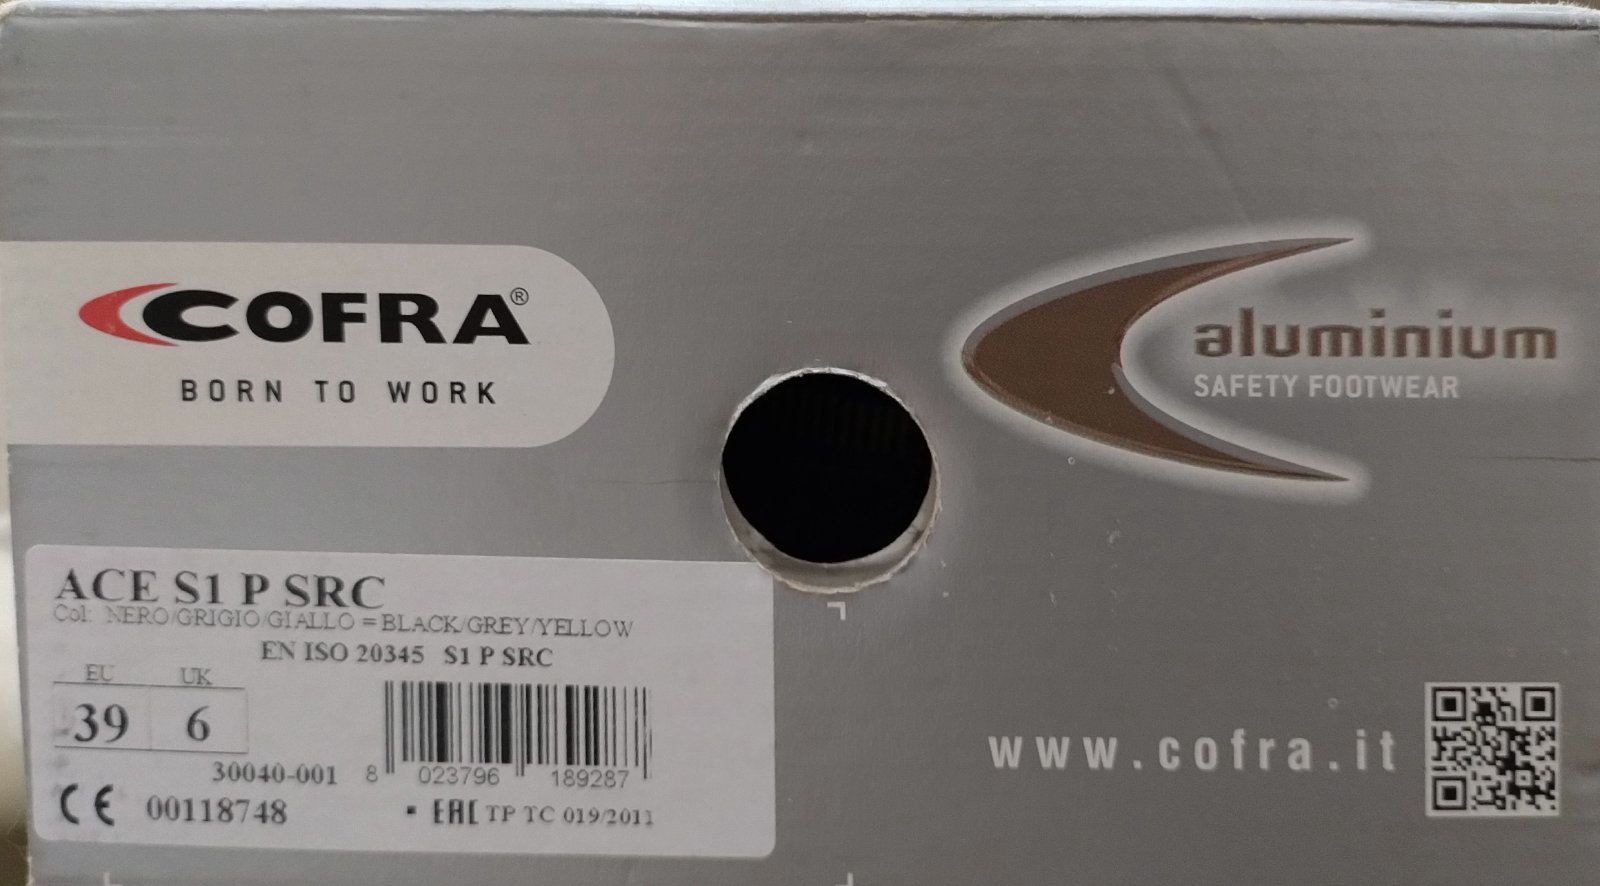 COFRA®
BORN TO WORK
aluminium
SAFETY FOOTWEAR
ACE S1 P SRC
Col: NERO/GRIGIO/GIALLO = BLACK/GREY/YELLOW
EN ISO 20345 S1 P SRC
EU UK
39 6
30040-001
8 023796 189287
CE 00118748
▪ EAC TP TC 019/2011
www.cofra.it